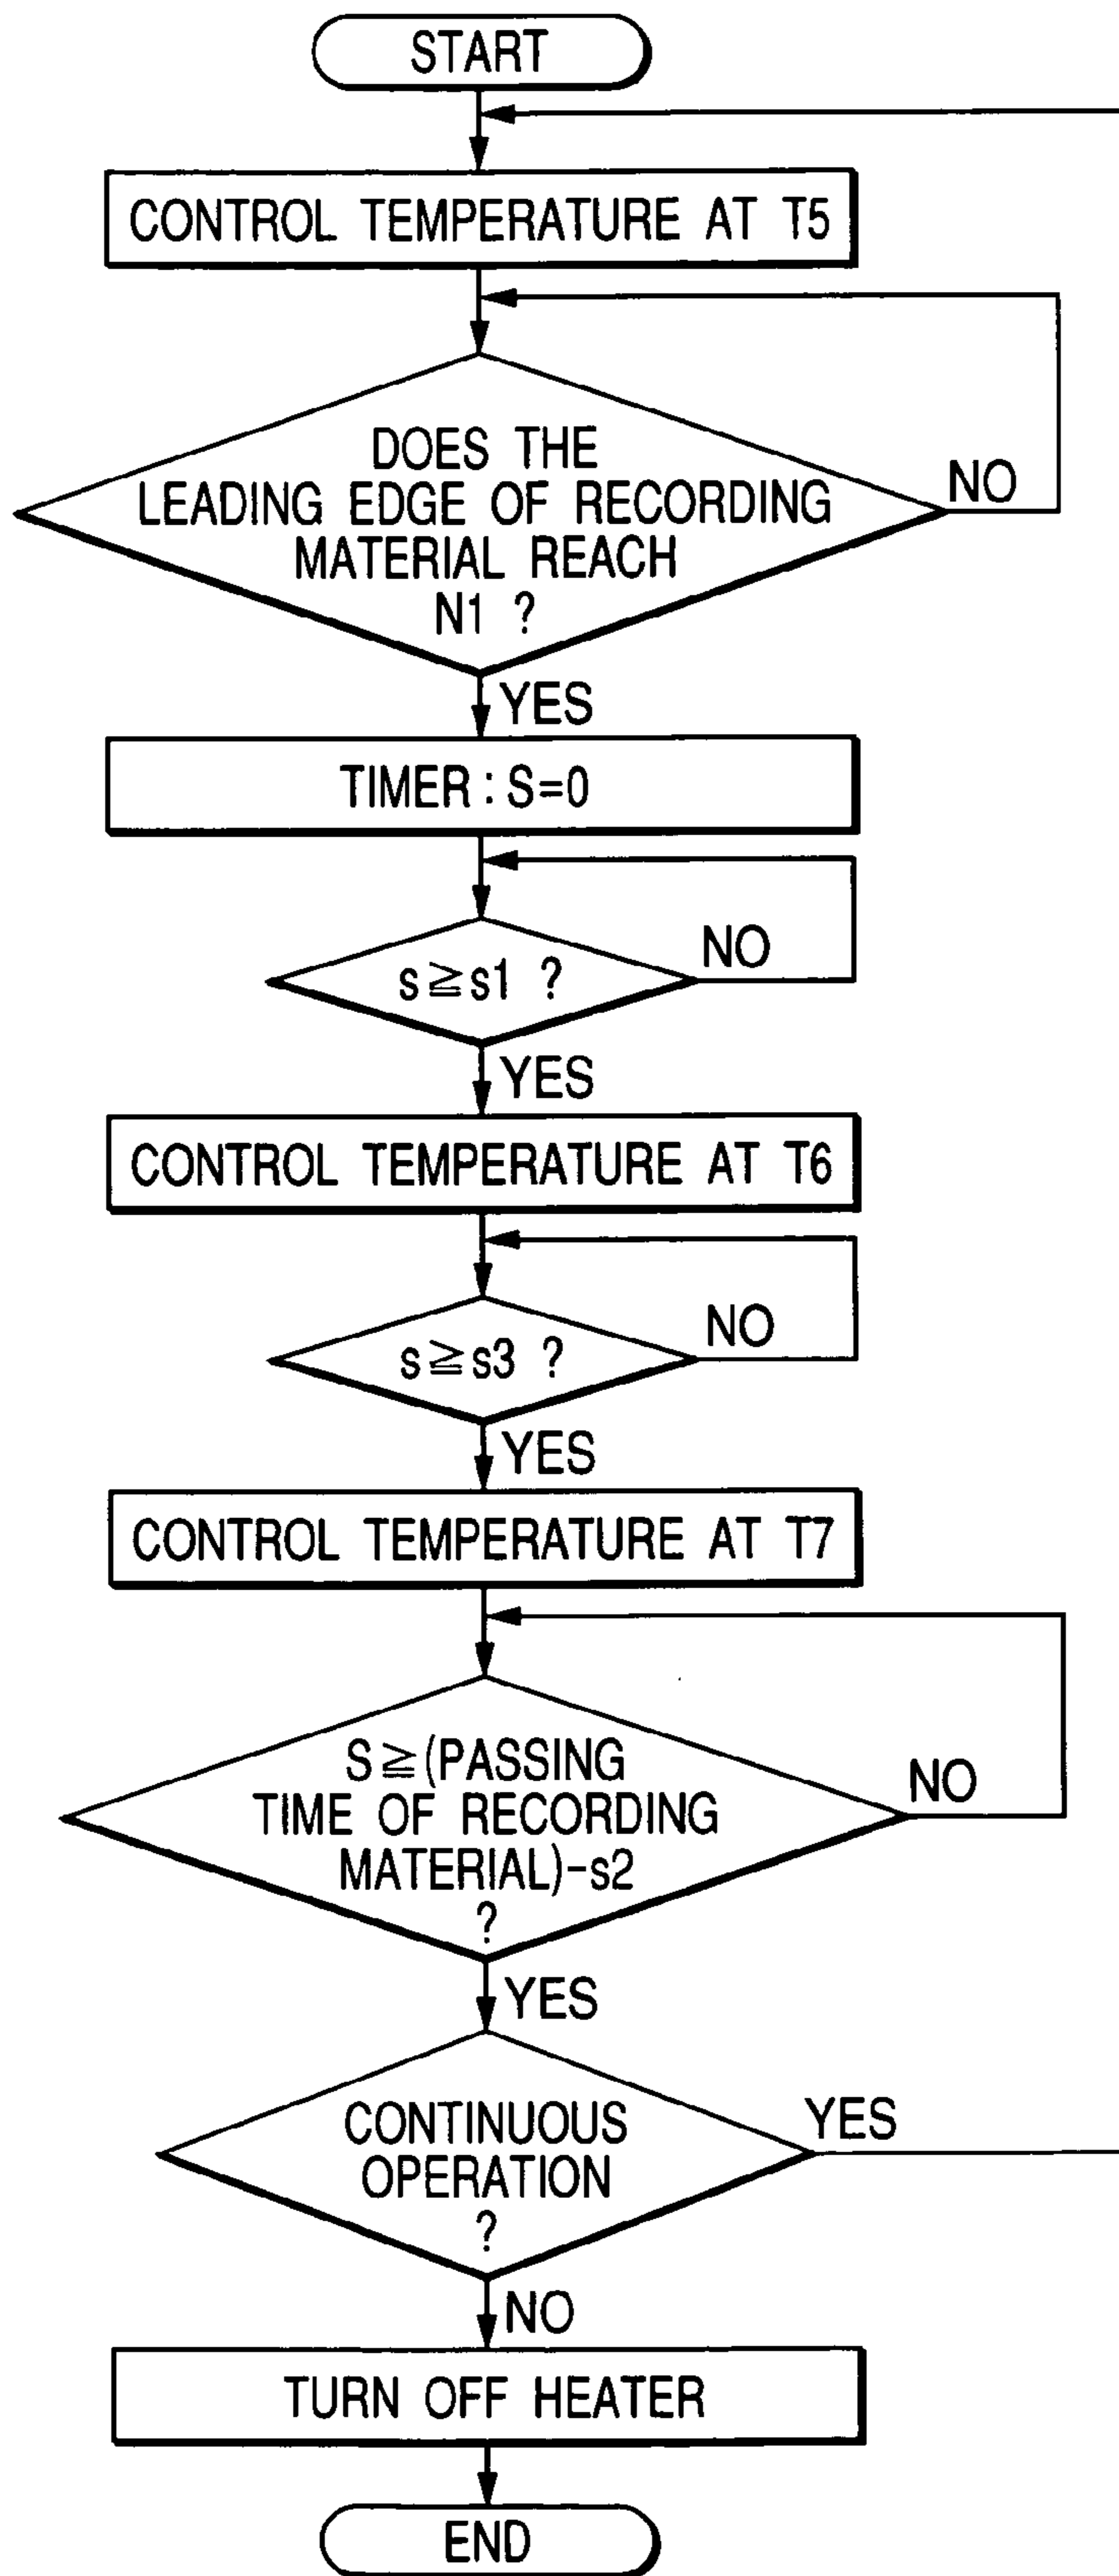 START
CONTROL TEMPERATURE AT T5
DOES THE
LEADING EDGE OF RECORDING
MATERIAL REACH
N1 ?
NO
YES
TIMER : S=0
s≧s1 ?
NO
YES
CONTROL TEMPERATURE AT T6
s≧s3 ?
NO
YES
CONTROL TEMPERATURE AT T7
S≧(PASSING
TIME OF RECORDING
MATERIAL)-s2
?
NO
YES
CONTINUOUS
OPERATION
?
YES
NO
TURN OFF HEATER
END